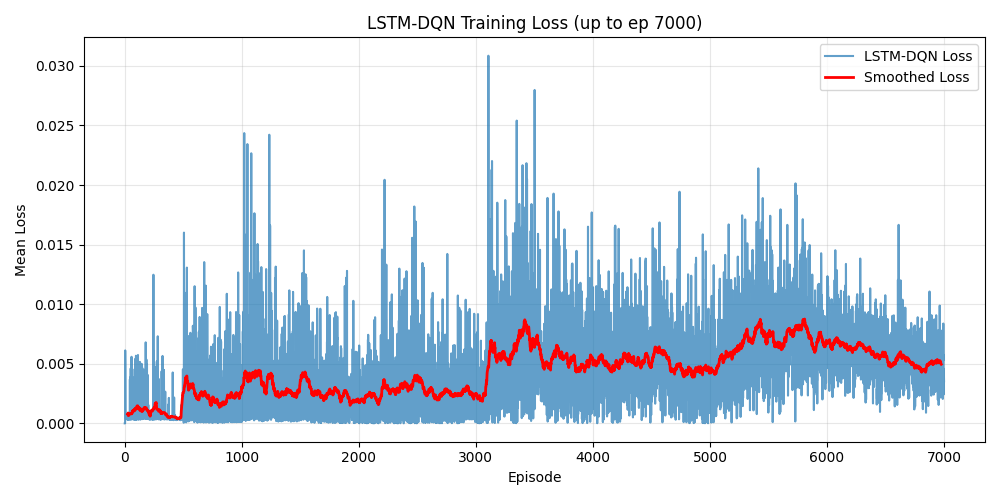 LSTM-DQN Training Loss (up to ep 7000)
LSTM-DQN Loss
Smoothed Loss
Mean Loss
0.030
0.025
0.020
0.015
0.010
0.005
0.000
0 1000 2000 3000 4000 5000 6000 7000
Episode